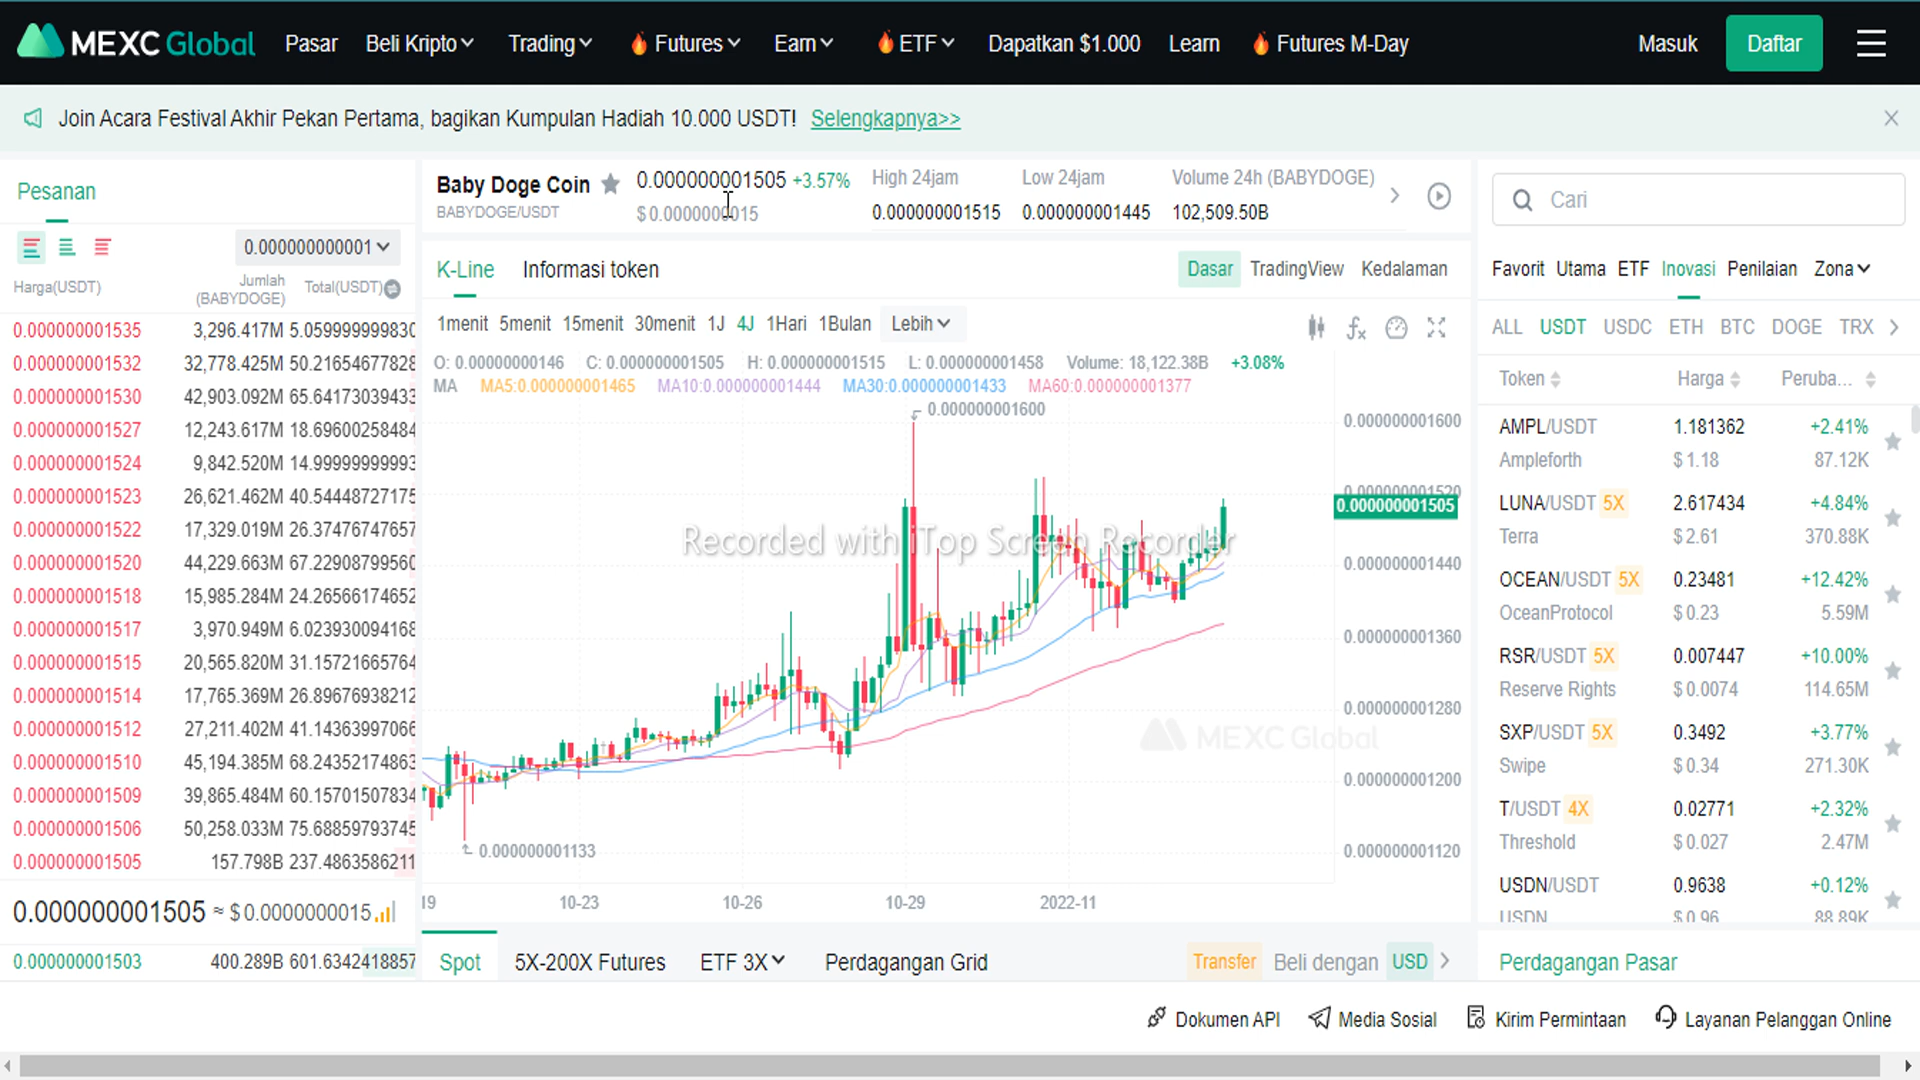 MEXC Global Pasar Beli Kripto Trading Futures Earn ETF Dapatkan $1.000 Learn Futures M-Day Masuk Daftar
Join Acara Festival Akhir Pekan Pertama, bagikan Kumpulan Hadiah 10.000 USDT! Selengkapnya>>
Pesanan
0.000000000001
Harga(USDT) Jumlah (BABYDOGE) Total(USDT)
0.000000001535 3,296.417M 5.059999999830
0.000000001532 32,778.425M 50.21654677828
0.000000001530 42,903.092M 65.64173039433
0.000000001527 12,243.617M 18.69600258484
0.000000001524 9,842.520M 14.99999999993
0.000000001523 26,621.462M 40.54448727175
0.000000001522 17,329.019M 26.37476747657
0.000000001520 44,229.663M 67.22908799560
0.000000001518 15,985.284M 24.26566174652
0.000000001517 3,970.949M 6.023930094168
0.000000001515 20,565.820M 31.15721665764
0.000000001514 17,765.369M 26.89676938212
0.000000001512 27,211.402M 41.14363997066
0.000000001510 45,194.385M 68.24352174863
0.000000001509 39,865.484M 60.15701507834
0.000000001506 50,258.033M 75.68859793745
0.000000001505 157.798B 237.4863586211
0.000000001505 ≈ $0.0000000015
0.000000001503 400.289B 601.6342418857
Baby Doge Coin 0.000000001505 +3.57%
BABYDOGE/USDT $0.0000000015
High 24jam Low 24jam Volume 24h (BABYDOGE)
0.000000001515 0.000000001445 102,509.50B
K-Line Informasi token Dasar TradingView Kedalaman
1menit 5menit 15menit 30menit 1J 4J 1Hari 1Bulan Lebih
O: 0.00000000146 C: 0.000000001505 H: 0.000000001515 L: 0.000000001458 Volume: 18,122.38B +3.08%
MA MA5:0.000000001465 MA10:0.000000001444 MA30:0.000000001433 MA60:0.000000001377
0.000000001600
0.000000001600
0.000000001520
0.000000001505
Recorded with iTop Screen Recorder
0.000000001440
0.000000001360
0.000000001280
MEXC Global
0.000000001200
0.000000001133
0.000000001120
19 10-23 10-26 10-29 2022-11
Spot 5X-200X Futures ETF 3X Perdagangan Grid Transfer Beli dengan USD
Cari
Favorit Utama ETF Inovasi Penilaian Zona
ALL USDT USDC ETH BTC DOGE TRX
Token Harga Peruba...
AMPL/USDT 1.181362 +2.41%
Ampleforth $1.18 87.12K
LUNA/USDT 5X 2.617434 +4.84%
Terra $2.61 370.88K
OCEAN/USDT 5X 0.23481 +12.42%
OceanProtocol $0.23 5.59M
RSR/USDT 5X 0.007447 +10.00%
Reserve Rights $0.0074 114.65M
SXP/USDT 5X 0.3492 +3.77%
Swipe $0.34 271.30K
T/USDT 4X 0.02771 +2.32%
Threshold $0.027 2.47M
USDN/USDT 0.9638 +0.12%
USDN $0.96 88.89K
Perdagangan Pasar
Dokumen API Media Sosial Kirim Permintaan Layanan Pelanggan Online